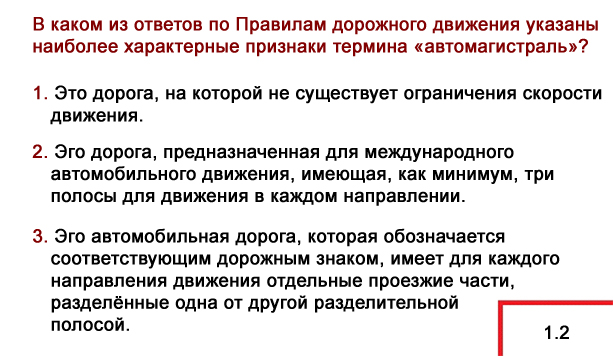 В каком из ответов по Правилам дорожного движения указаны
наиболее характерные признаки термина «автомагистраль»?
1. Это дорога, на которой не существует ограничения скорости
движения.
2. Эго дорога, предназначенная для международного
автомобильного движения, имеющая, как минимум, три
полосы для движения в каждом направлении.
3. Эго автомобильная дорога, которая обозначается
соответствующим дорожным знаком, имеет для каждого
направления движения отдельные проезжие части,
разделённые одна от другой разделительной
полосой.
1.2